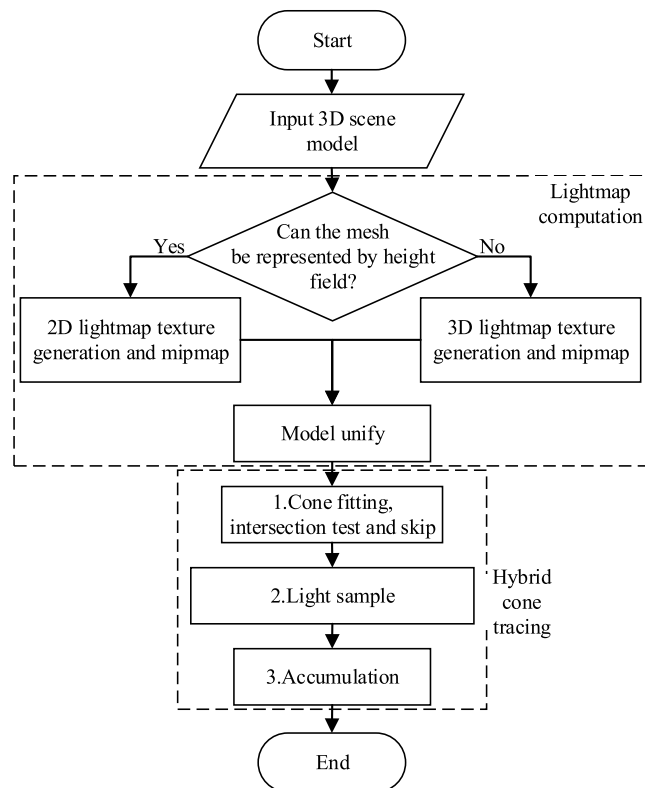 Start
Input 3D scene
model
Lightmap
computation
Can the mesh
be represented by height
field?
Yes
No
2D lightmap texture
generation and mipmap
3D lightmap texture
generation and mipmap
Model unify
1.Cone fitting,
intersection test and skip
2.Light sample
Hybrid
cone
tracing
3.Accumulation
End